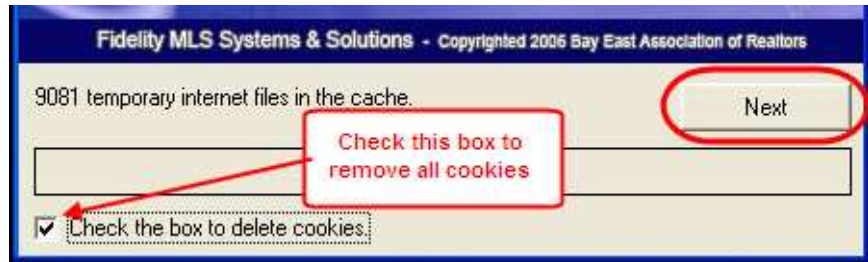 Fidelity MLS Systems & Solutions - Copyrighted 2006 Bay East Association of Realtors
9081 temporary internet files in the cache.
Next
Check this box to
remove all cookies
Check the box to delete cookies.